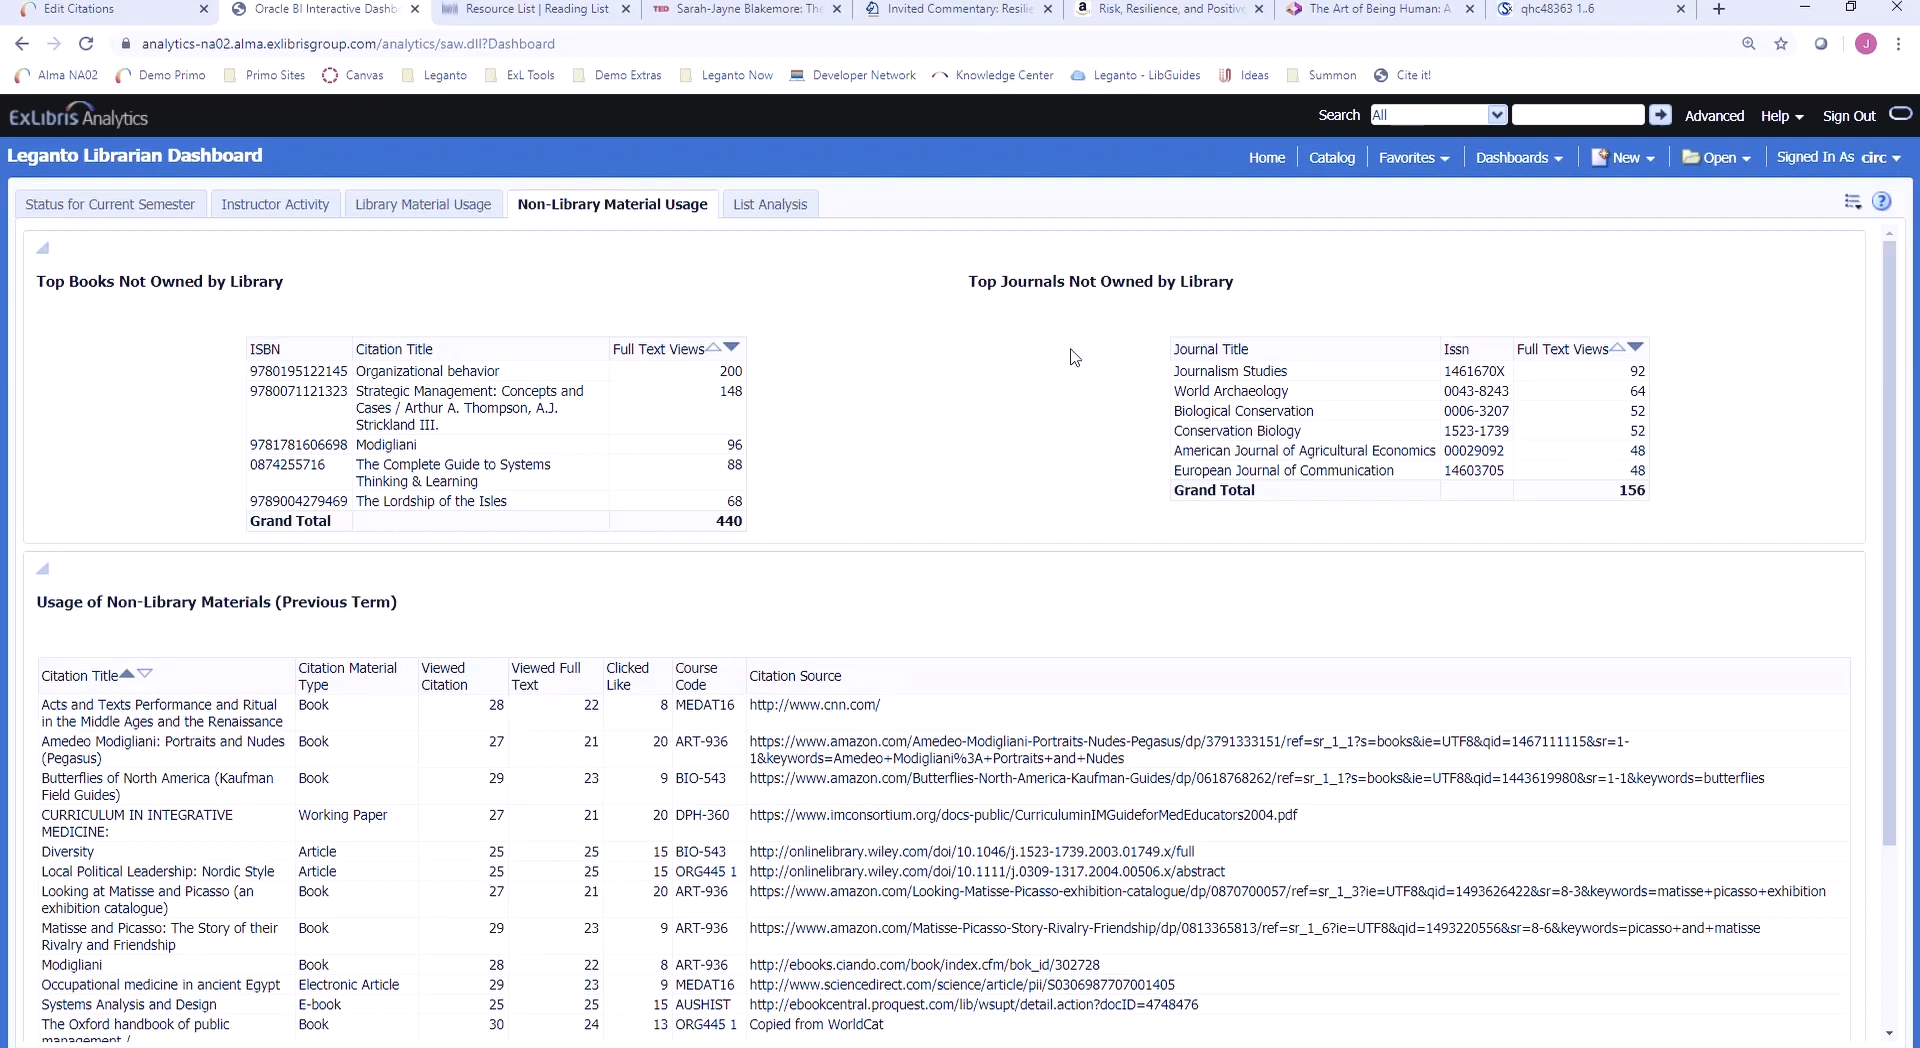 Edit Citations
Oracle BI Interactive Dashb
Resource List | Reading List
TED Sarah-Jayne Blakemore: The
Invited Commentary: Resilie
Risk, Resilience, and Positive
The Art of Being Human: A
qhc48363 1..6
analytics-na02.alma.exlibrisgroup.com/analytics/saw.dll?Dashboard
J
Alma NA02 Demo Primo Primo Sites Canvas Leganto ExL Tools Demo Extras Leganto Now Developer Network Knowledge Center Leganto - LibGuides Ideas Summon Cite it!
ExLibris Analytics
Search All Advanced Help Sign Out
Leganto Librarian Dashboard
Home Catalog Favorites Dashboards New Open Signed In As circ
Status for Current Semester Instructor Activity Library Material Usage Non-Library Material Usage List Analysis
Top Books Not Owned by Library
ISBN Citation Title Full Text Views
9780195122145 Organizational behavior 200
9780071121323 Strategic Management: Concepts and 148
Cases / Arthur A. Thompson, A.J.
Strickland III.
9781781606698 Modigliani 96
0874255716 The Complete Guide to Systems 88
Thinking & Learning
9789004279469 The Lordship of the Isles 68
Grand Total 440
Top Journals Not Owned by Library
Journal Title Issn Full Text Views
Journalism Studies 1461670X 92
World Archaeology 0043-8243 64
Biological Conservation 0006-3207 52
Conservation Biology 1523-1739 52
American Journal of Agricultural Economics 00029092 48
European Journal of Communication 14603705 48
Grand Total 156
Usage of Non-Library Materials (Previous Term)
Citation Title Citation Material Type Viewed Citation Viewed Full Text Clicked Like Course Code Citation Source
Acts and Texts Performance and Ritual Book 28 22 8 MEDAT16 http://www.cnn.com/
in the Middle Ages and the Renaissance
Amedeo Modigliani: Portraits and Nudes Book 27 21 20 ART-936 https://www.amazon.com/Amedeo-Modigliani-Portraits-Nudes-Pegasus/dp/3791333151/ref=sr_1_1?s=books&ie=UTF8&qid=1467111115&sr=1-
(Pegasus) 1&keywords=Amedeo+Modigliani%3A+Portraits+and+Nudes
Butterflies of North America (Kaufman Book 29 23 9 BIO-543 https://www.amazon.com/Butterflies-North-America-Kaufman-Guides/dp/0618768262/ref=sr_1_1?s=books&ie=UTF8&qid=1443619980&sr=1-1&keywords=butterflies
Field Guides)
CURRICULUM IN INTEGRATIVE Working Paper 27 21 20 DPH-360 https://www.imconsortium.org/docs-public/CurriculuminIMGuideforMedEducators2004.pdf
MEDICINE:
Diversity Article 25 25 15 BIO-543 http://onlinelibrary.wiley.com/doi/10.1046/j.1523-1739.2003.01749.x/full
Local Political Leadership: Nordic Style Article 25 25 15 ORG445 1 http://onlinelibrary.wiley.com/doi/10.1111/j.0309-1317.2004.00506.x/abstract
Looking at Matisse and Picasso (an Book 27 21 20 ART-936 https://www.amazon.com/Looking-Matisse-Picasso-exhibition-catalogue/dp/0870700057/ref=sr_1_3?ie=UTF8&qid=1493626422&sr=8-3&keywords=matisse+picasso+exhibition
exhibition catalogue)
Matisse and Picasso: The Story of their Book 29 23 9 ART-936 https://www.amazon.com/Matisse-Picasso-Story-Rivalry-Friendship/dp/0813365813/ref=sr_1_6?ie=UTF8&qid=1493220556&sr=8-6&keywords=picasso+and+matisse
Rivalry and Friendship
Modigliani Book 28 22 8 ART-936 http://ebooks.ciando.com/book/index.cfm/bok_id/302728
Occupational medicine in ancient Egypt Electronic Article 29 23 9 MEDAT16 http://www.sciencedirect.com/science/article/pii/S0306987707001405
Systems Analysis and Design E-book 25 25 15 AUSHIST http://ebookcentral.proquest.com/lib/wsupt/detail.action?docID=4748476
The Oxford handbook of public Book 30 24 13 ORG445 1 Copied from WorldCat
management /